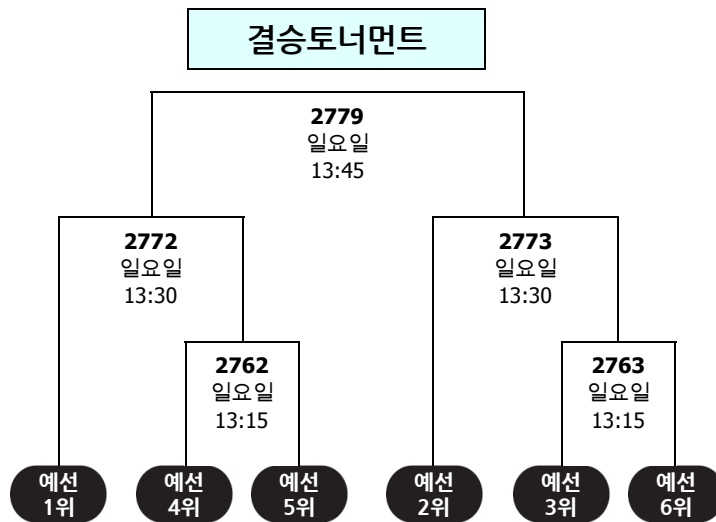 결승토너먼트
2779
일요일
13:45
2772
일요일
13:30
2773
일요일
13:30
2762
일요일
13:15
2763
일요일
13:15
예선
1위
예선
4위
예선
5위
예선
2위
예선
3위
예선
6위